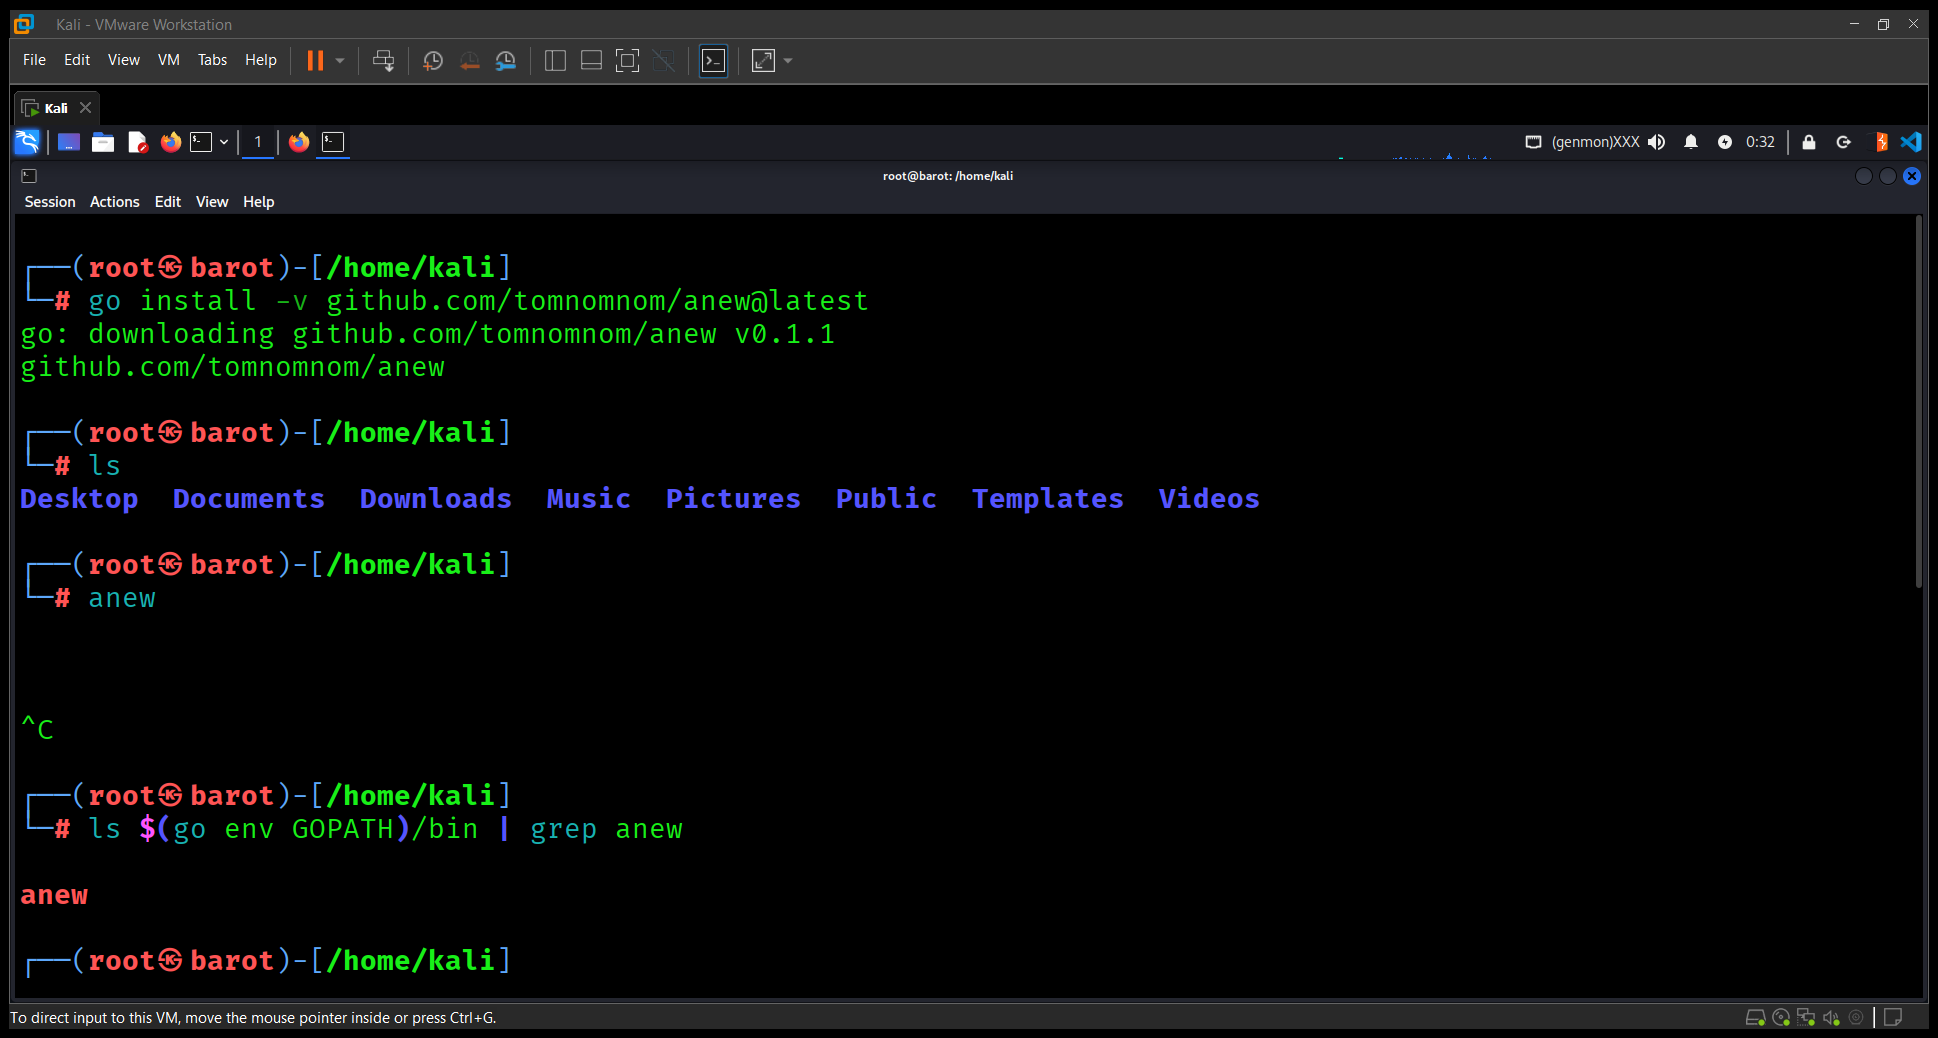 Kali - VMware Workstation
File Edit View VM Tabs Help
Kali
1 (genmon)XXX 0:32
root@barot: /home/kali
Session Actions Edit View Help
┌──(root㉿barot)-[/home/kali]
└─# go install -v github.com/tomnomnom/anew@latest
go: downloading github.com/tomnomnom/anew v0.1.1
github.com/tomnomnom/anew
┌──(root㉿barot)-[/home/kali]
└─# ls
Desktop Documents Downloads Music Pictures Public Templates Videos
┌──(root㉿barot)-[/home/kali]
└─# anew
^C
┌──(root㉿barot)-[/home/kali]
└─# ls $(go env GOPATH)/bin | grep anew
anew
┌──(root㉿barot)-[/home/kali]
To direct input to this VM, move the mouse pointer inside or press Ctrl+G.